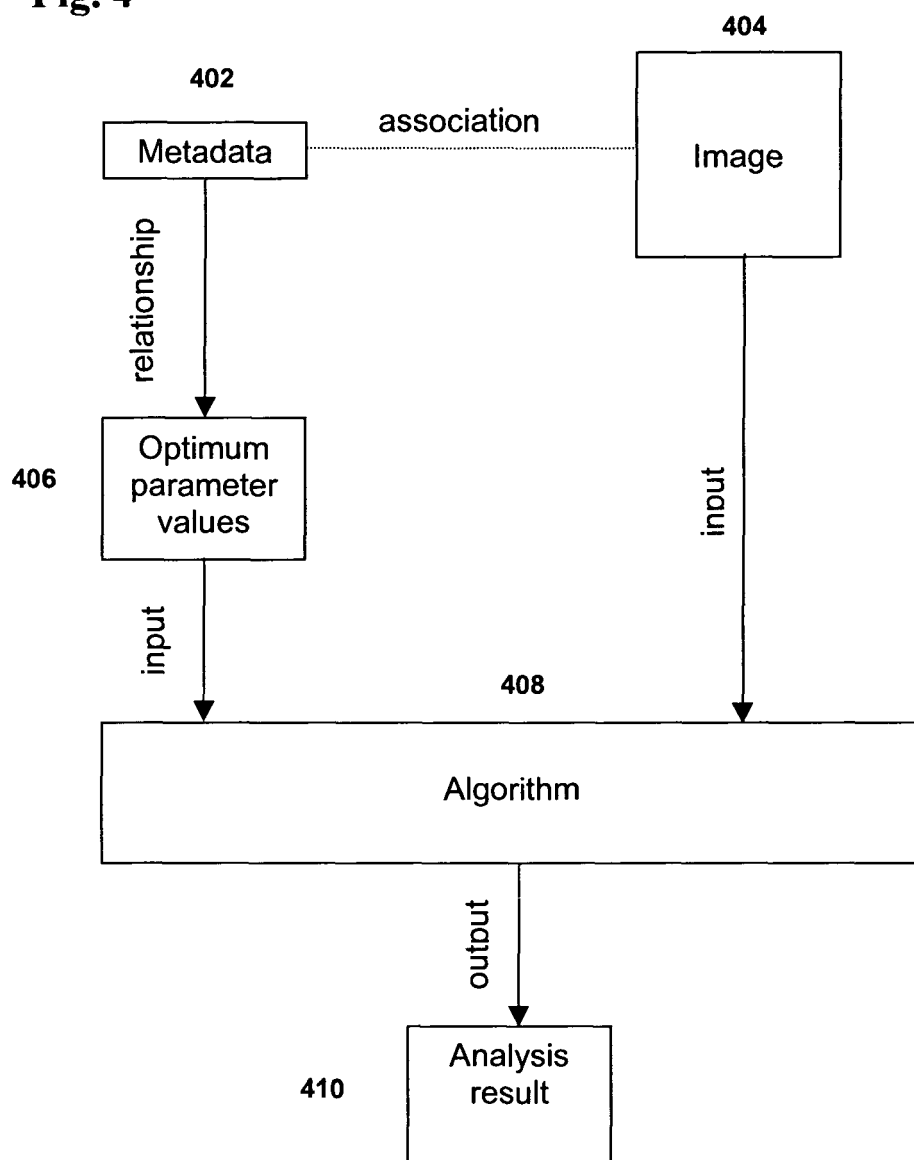 Fig. 4
404
402
association
Metadata
Image
relationship
Optimum
parameter
values
406
input
input
408
Algorithm
output
Analysis
result
410